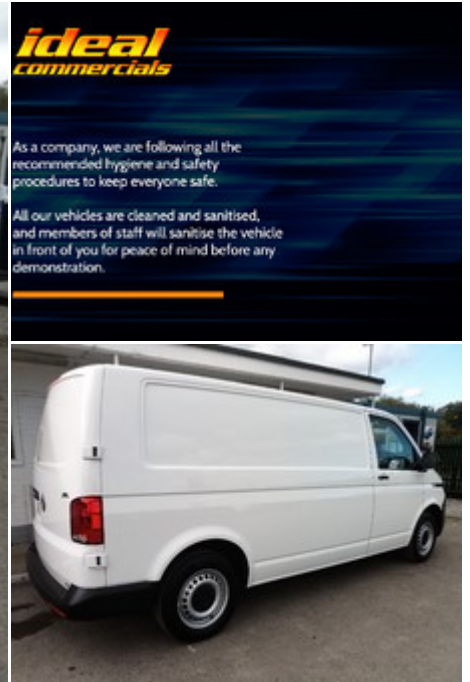 ideal
commercials
As a company, we are following all the
recommended hygiene and safety
procedures to keep everyone safe.
All our vehicles are cleaned and sanitised,
and members of staff will sanitise the vehicle
in front of you for peace of mind before any
demonstration.